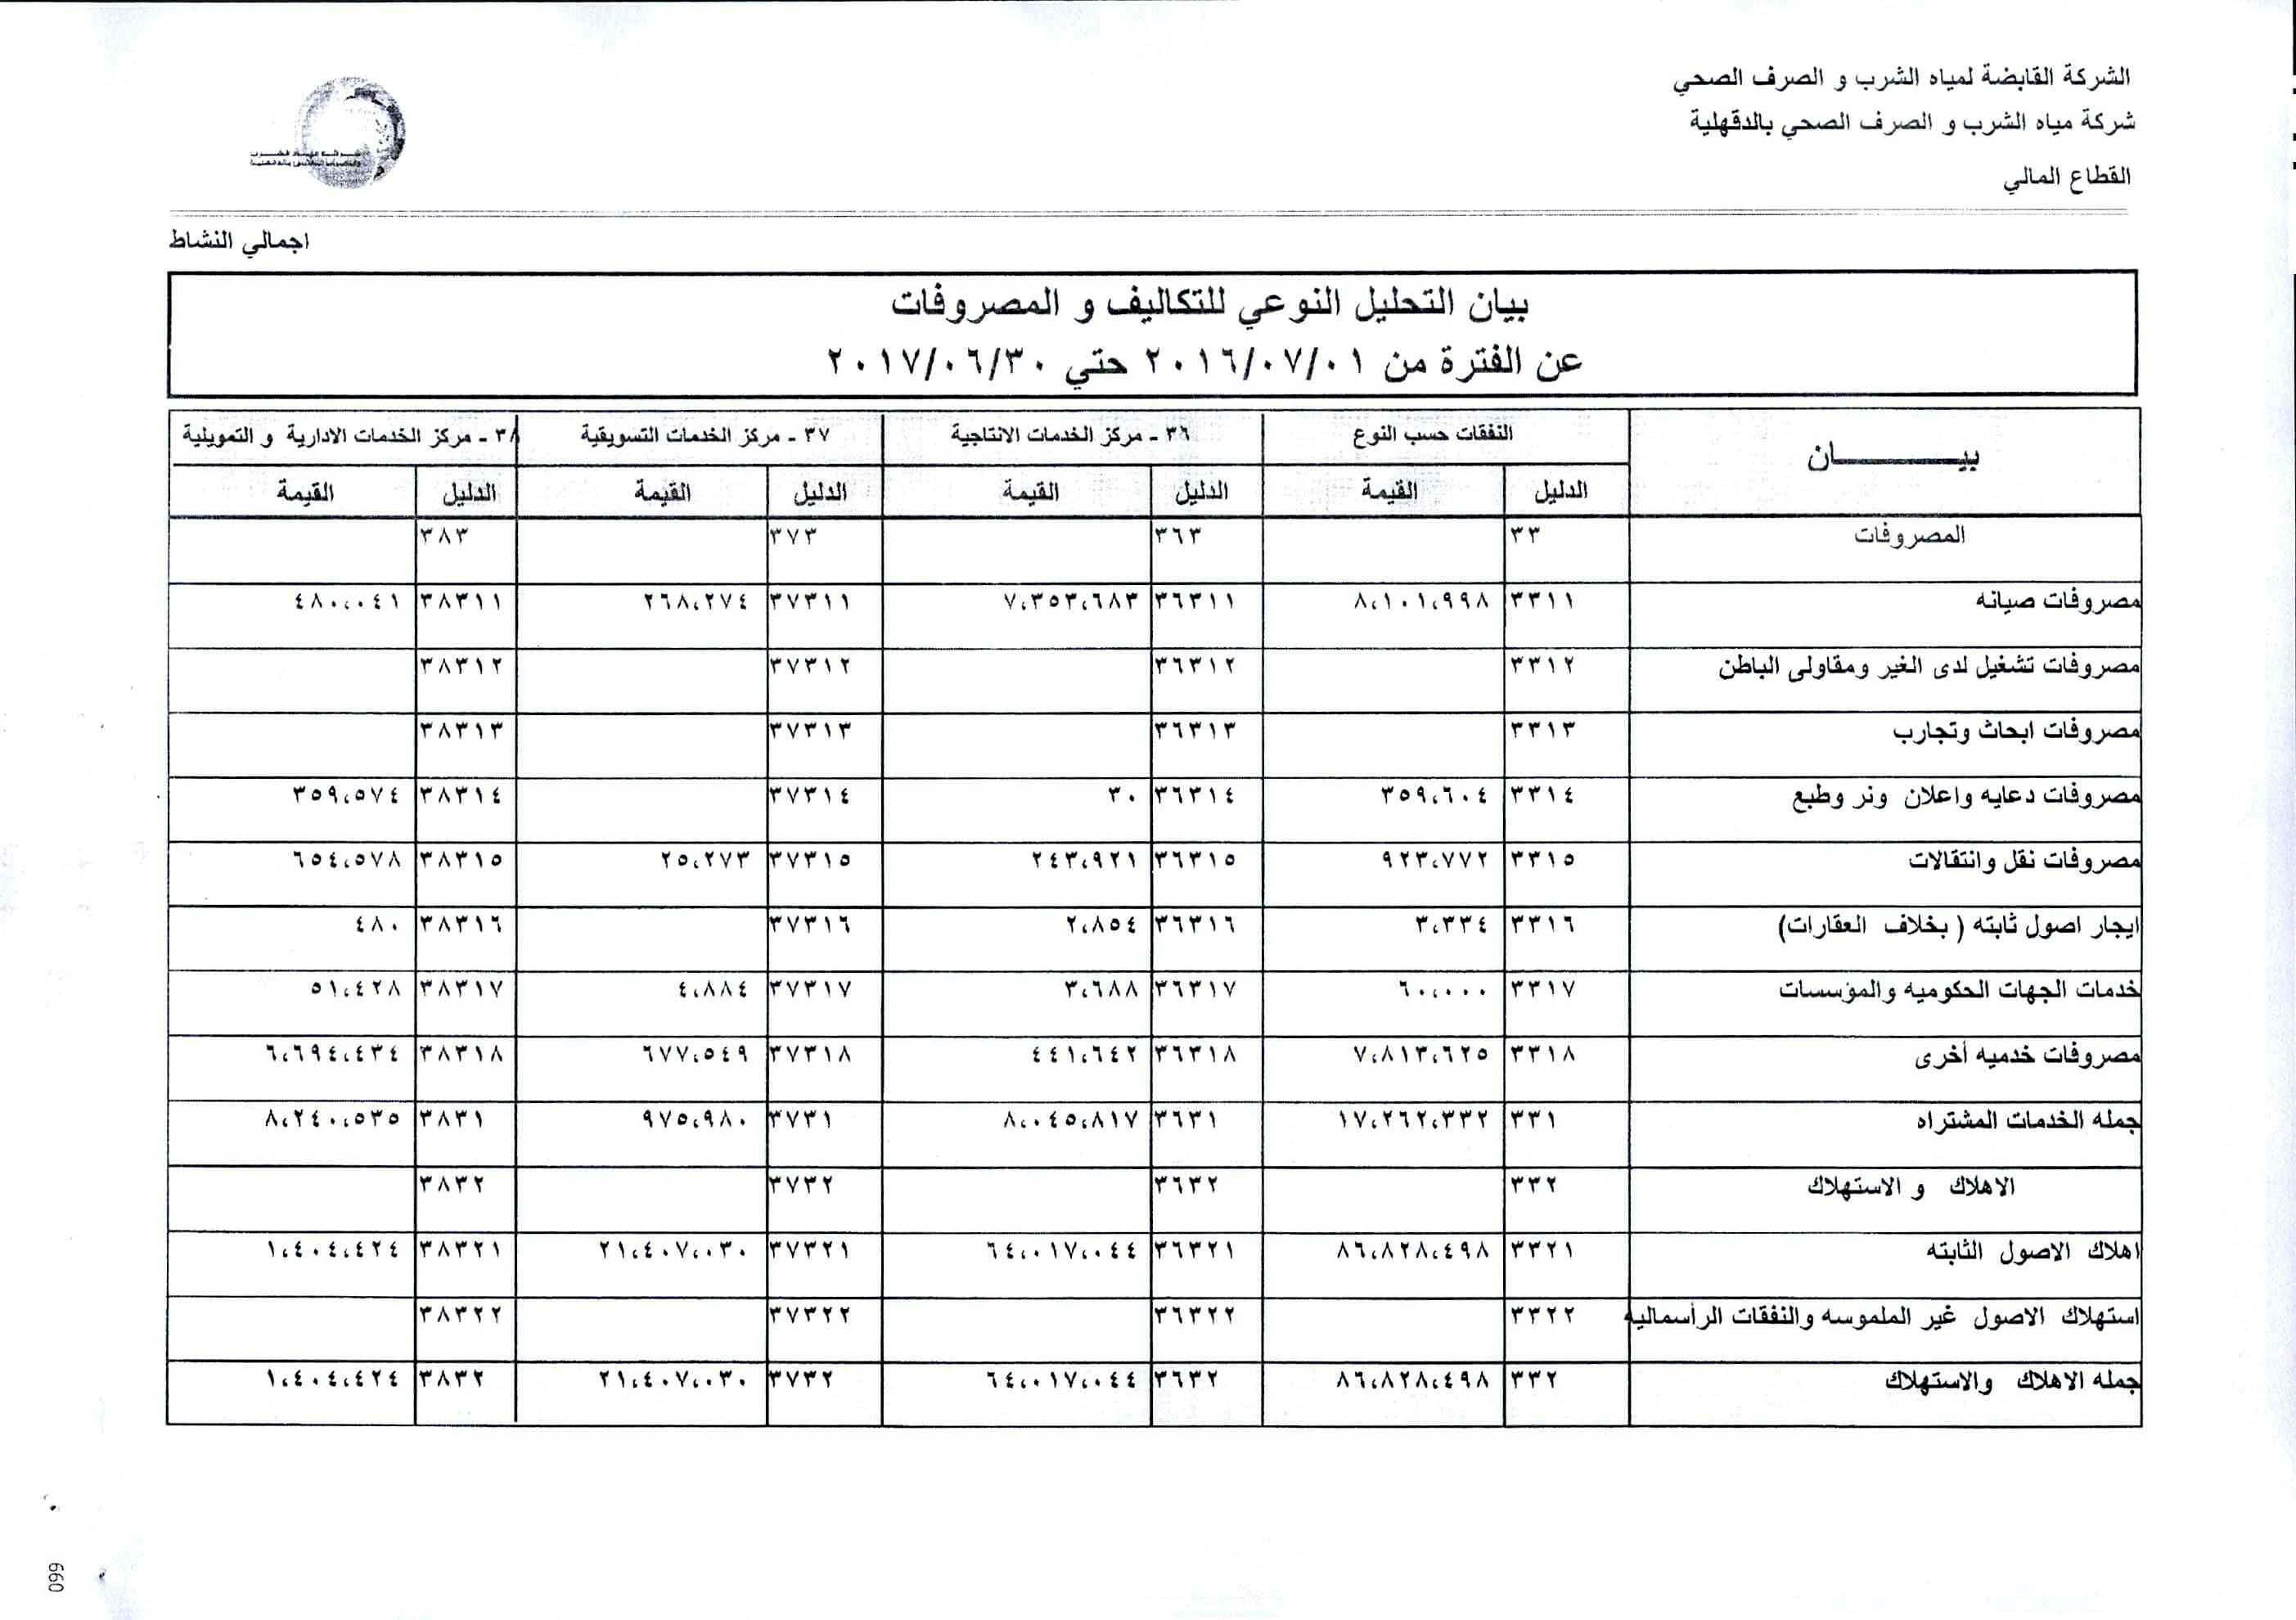 الشركة القابضة لمياه الشرب و الصرف الصحي
شركة مياه الشرب و الصرف الصحي بالدقهلية
القطاع المالي
اجمالي النشاط
بيان التحليل النوعي للتكاليف و المصروفات
عن الفترة من ٢٠١٦/٠٧/٠١ حتي ٢٠١٧/٠٦/٣٠
بيــــــان النفقات حسب النوع ٣٦ - مركز الخدمات الانتاجية ٣٧ - مركز الخدمات التسويقية ٣٨ - مركز الخدمات الادارية و التمويلية
الدليل القيمة الدليل القيمة الدليل القيمة الدليل القيمة
المصروفات ٣٣ ٣٦٣ ٣٧٣ ٣٨٣
مصروفات صيانه ٣٣١١ ٨،١٠١،٩٩٨ ٣٦٣١١ ٧،٣٥٣،٦٨٣ ٣٧٣١١ ٢٦٨،٢٧٤ ٣٨٣١١ ٤٨٠،٠٤١
مصروفات تشغيل لدى الغير ومقاولى الباطن ٣٣١٢ ٣٦٣١٢ ٣٧٣١٢ ٣٨٣١٢
مصروفات ابحاث وتجارب ٣٣١٣ ٣٦٣١٣ ٣٧٣١٣ ٣٨٣١٣
مصروفات دعايه واعلان ونر وطبع ٣٣١٤ ٣٥٩،٦٠٤ ٣٦٣١٤ ٣٠ ٣٧٣١٤ ٣٨٣١٤ ٣٥٩،٥٧٤
مصروفات نقل وانتقالات ٣٣١٥ ٩٢٣،٧٧٢ ٣٦٣١٥ ٢٤٣،٩٢١ ٣٧٣١٥ ٢٥،٢٧٣ ٣٨٣١٥ ٦٥٤،٥٧٨
ايجار اصول ثابته ( بخلاف العقارات) ٣٣١٦ ٣،٣٣٤ ٣٦٣١٦ ٢،٨٥٤ ٣٧٣١٦ ٣٨٣١٦ ٤٨٠
خدمات الجهات الحكوميه والمؤسسات ٣٣١٧ ٦٠،٠٠٠ ٣٦٣١٧ ٣،٦٨٨ ٣٧٣١٧ ٤،٨٨٤ ٣٨٣١٧ ٥١،٤٢٨
مصروفات خدميه أخرى ٣٣١٨ ٧،٨١٣،٦٢٥ ٣٦٣١٨ ٤٤١،٦٤٢ ٣٧٣١٨ ٦٧٧،٥٤٩ ٣٨٣١٨ ٦،٦٩٤،٤٣٤
جمله الخدمات المشتراه ٣٣١ ١٧،٢٦٢،٣٣٢ ٣٦٣١ ٨،٠٤٥،٨١٧ ٣٧٣١ ٩٧٥،٩٨٠ ٣٨٣١ ٨،٢٤٠،٥٣٥
الاهلاك و الاستهلاك ٣٣٢ ٣٦٣٢ ٣٧٣٢ ٣٨٣٢
اهلاك الاصول الثابته ٣٣٢١ ٨٦،٨٢٨،٤٩٨ ٣٦٣٢١ ٦٤،٠١٧،٠٤٤ ٣٧٣٢١ ٢١،٤٠٧،٠٣٠ ٣٨٣٢١ ١،٤٠٤،٤٢٤
استهلاك الاصول غير الملموسه والنفقات الرأسماليه ٣٣٢٢ ٣٦٣٢٢ ٣٧٣٢٢ ٣٨٣٢٢
جمله الاهلاك والاستهلاك ٣٣٢ ٨٦،٨٢٨،٤٩٨ ٣٦٣٢ ٦٤،٠١٧،٠٤٤ ٣٧٣٢ ٢١،٤٠٧،٠٣٠ ٣٨٣٢ ١،٤٠٤،٤٢٤
099